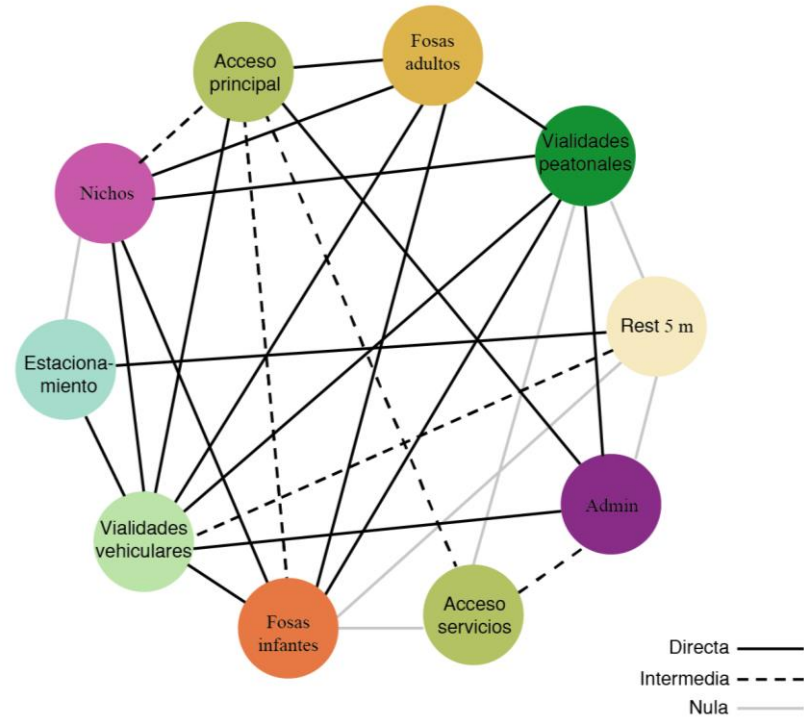 Acceso
principal
Fosas
adultos
Vialidades
peatonales
Nichos
Rest 5 m
Estaciona-
miento
Admin
Vialidades
vehiculares
Acceso
servicios
Fosas
infantes
Directa
Intermedia
Nula